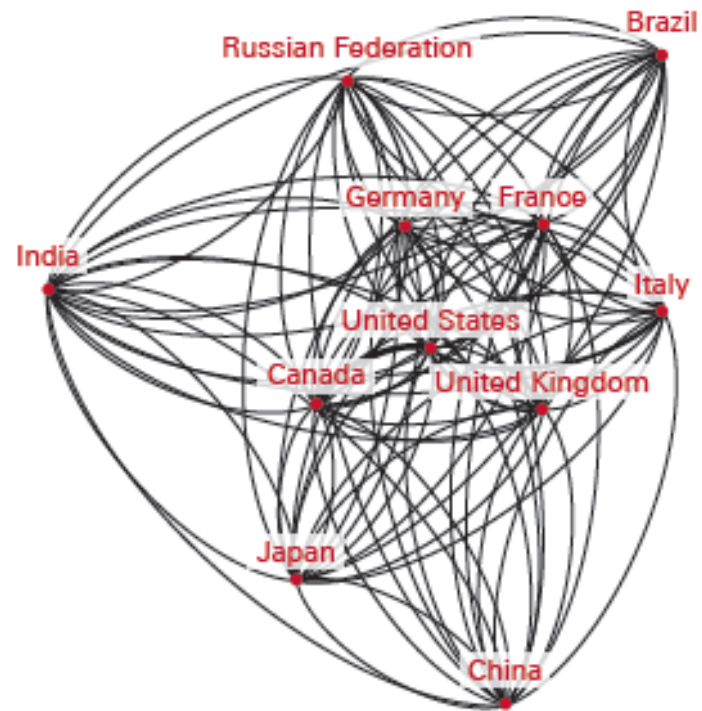 Brazil
Russian Federation
Germany
France
India
Italy
United States
Canada
United Kingdom
Japan
China